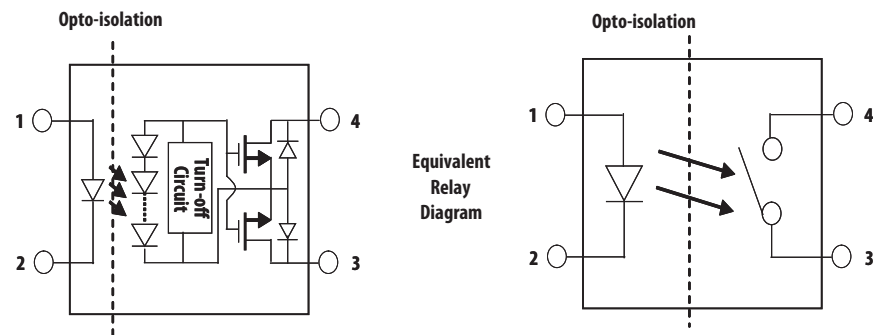 Opto-isolation
1
4
Turn-off
Circuit
2
3
Equivalent
Relay
Diagram
Opto-isolation
1
4
2
3